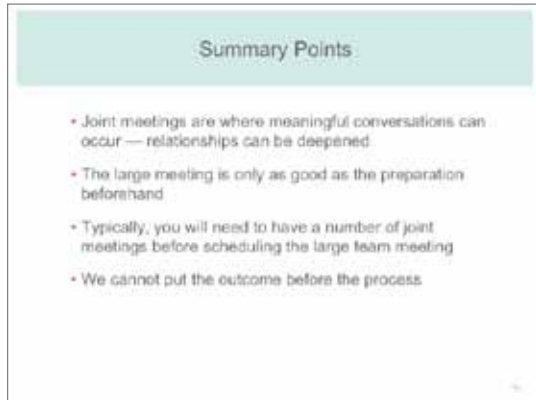 Summary Points
• Joint meetings are where meaningful conversations can
occur — relationships can be deepened
• The large meeting is only as good as the preparation
beforehand
• Typically, you will need to have a number of joint
meetings before scheduling the large team meeting
• We cannot put the outcome before the process